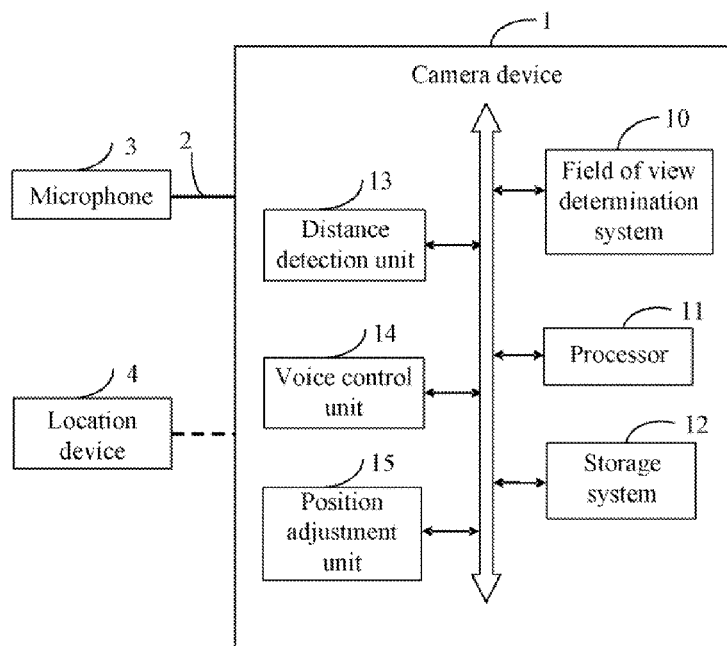 1
Camera device
3
Microphone
2
13
Distance
detection unit
10
Field of view
determination
system
14
Voice control
unit
11
Processor
4
Location
device
15
Position
adjustment
unit
12
Storage
system